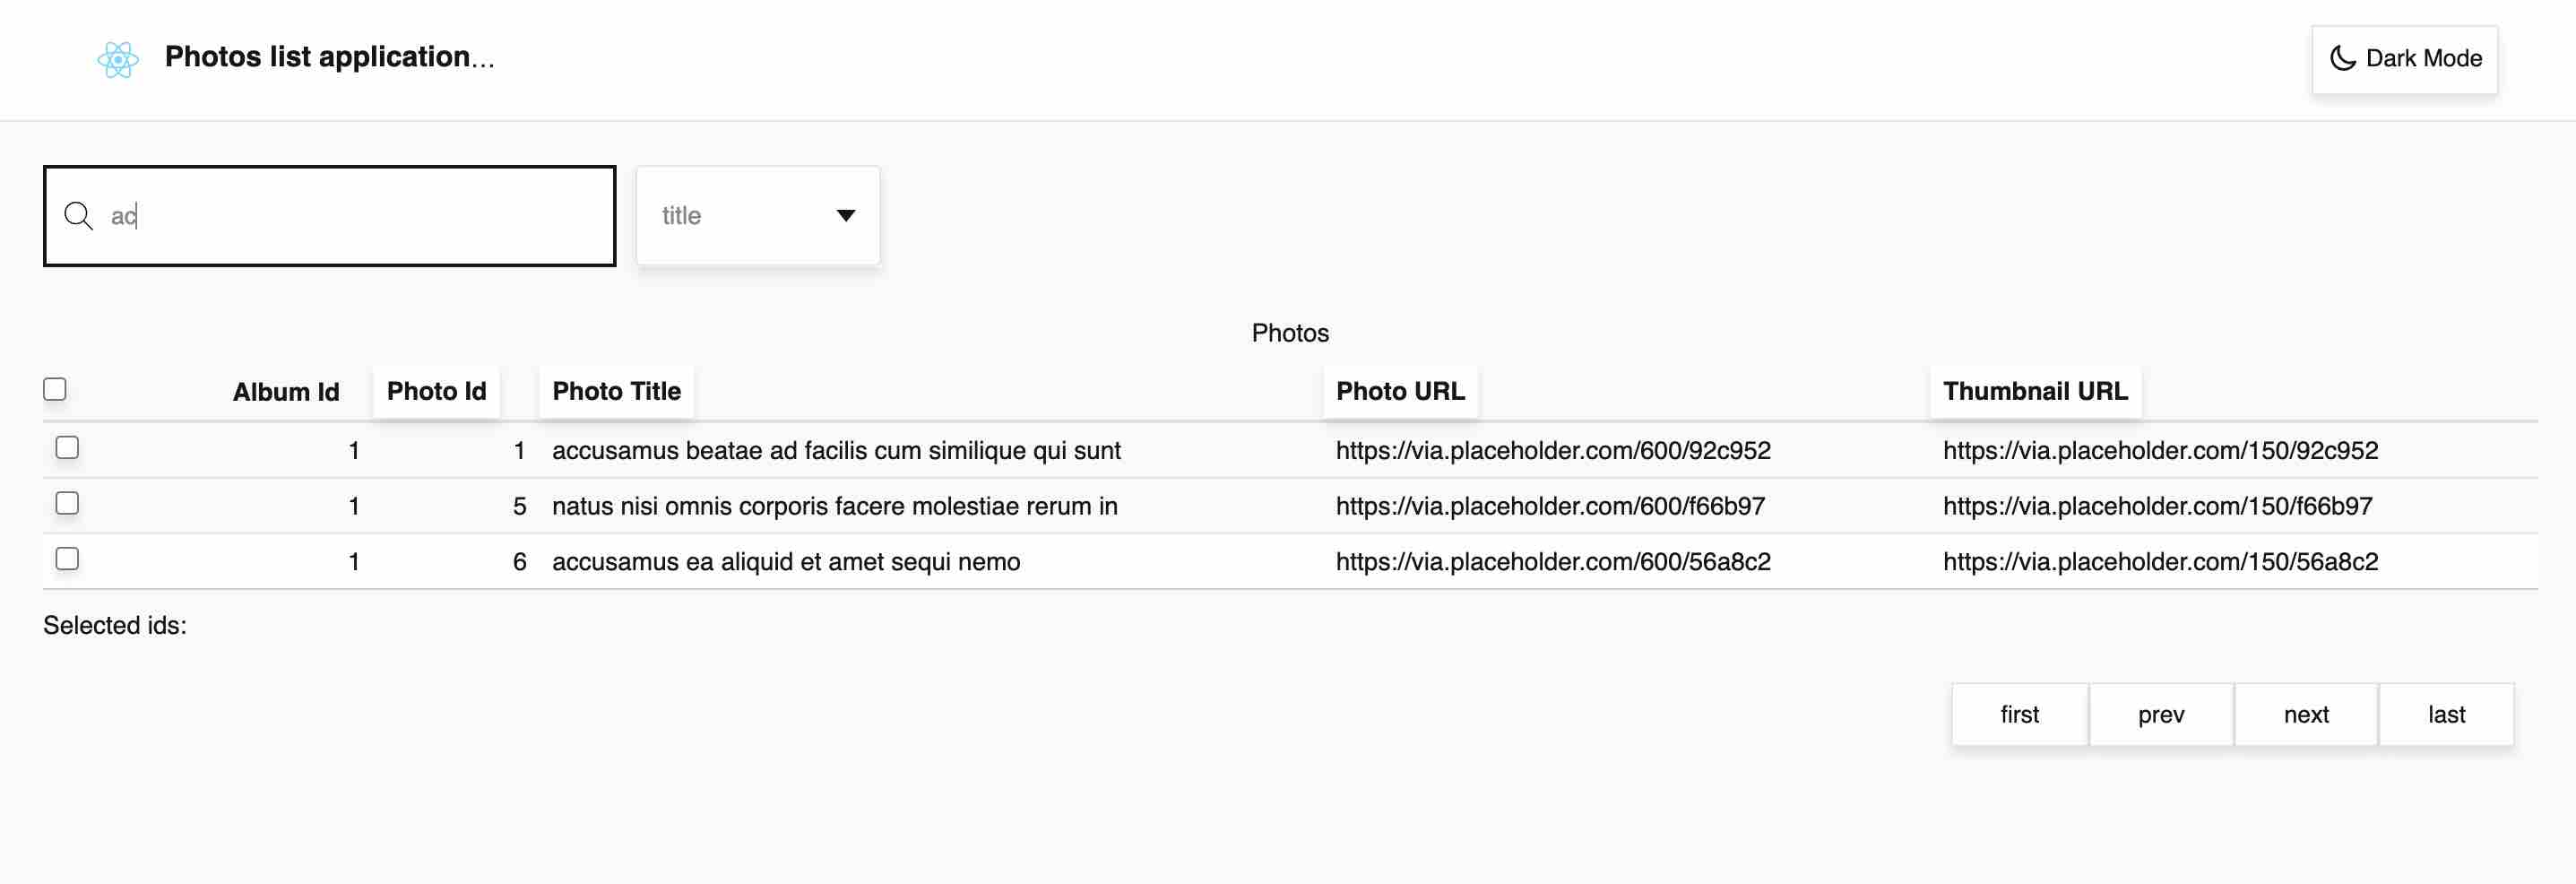 Photos list application...
Dark Mode
ac
title
Photos
Album Id Photo Id Photo Title Photo URL Thumbnail URL
1 1 accusamus beatae ad facilis cum similique qui sunt https://via.placeholder.com/600/92c952 https://via.placeholder.com/150/92c952
1 5 natus nisi omnis corporis facere molestiae rerum in https://via.placeholder.com/600/f66b97 https://via.placeholder.com/150/f66b97
1 6 accusamus ea aliquid et amet sequi nemo https://via.placeholder.com/600/56a8c2 https://via.placeholder.com/150/56a8c2
Selected ids:
first prev next last